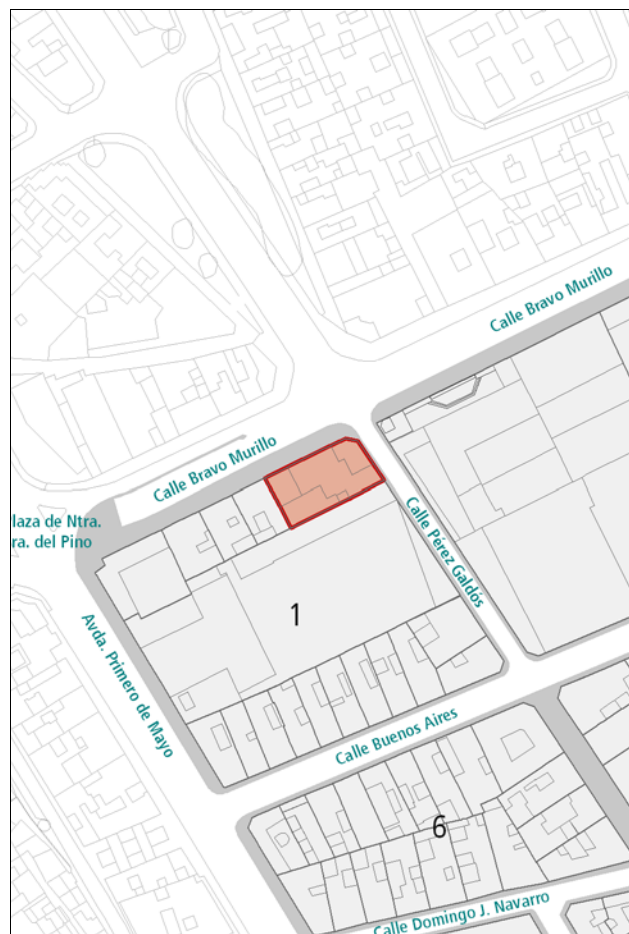 Calle Bravo Murillo
Calle Bravo Murillo
laza de Ntra.
ra. del Pino
Calle Pérez Galdós
1
Avda. Primero de Mayo
Calle Buenos Aires
6
Calle Domingo J. Navarro